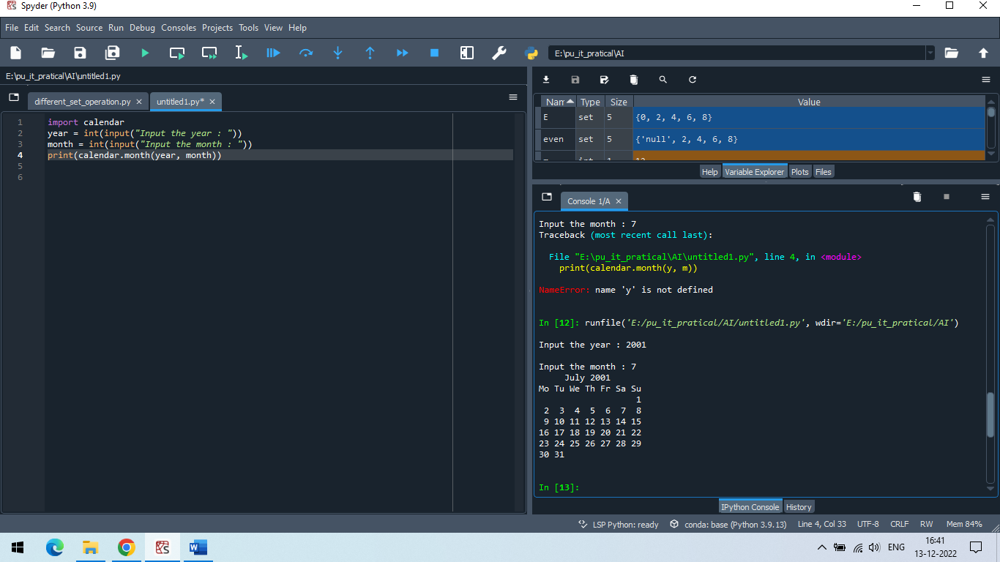 Spyder (Python 3.9)
File Edit Search Source Run Debug Consoles Projects Tools View Help
E:\pu_it_pratical\AI
E:\pu_it_pratical\AI\untitled1.py
different_set_operation.py
untitled1.py*
1 import calendar
2 year = int(input("Input the year : "))
3 month = int(input("Input the month : "))
4 print(calendar.month(year, month))
5
6
Type Size Value
E set 5 {0, 2, 4, 6, 8}
even set 5 {'null', 2, 4, 6, 8}
Help Variable Explorer Plots Files
Console 1/A
Input the month : 7
Traceback (most recent call last):
File "E:\pu_it_pratical\AI\untitled1.py", line 4, in <module>
print(calendar.month(y, m))
NameError: name 'y' is not defined
In [12]: runfile('E:/pu_it_pratical/AI/untitled1.py', wdir='E:/pu_it_pratical/AI')
Input the year : 2001
Input the month : 7
July 2001
Mo Tu We Th Fr Sa Su
1
2 3 4 5 6 7 8
9 10 11 12 13 14 15
16 17 18 19 20 21 22
23 24 25 26 27 28 29
30 31
In [13]:
IPython Console History
LSP Python: ready conda: base (Python 3.9.13) Line 4, Col 33 UTF-8 CRLF RW Mem 84%
ENG
16:41
13-12-2022